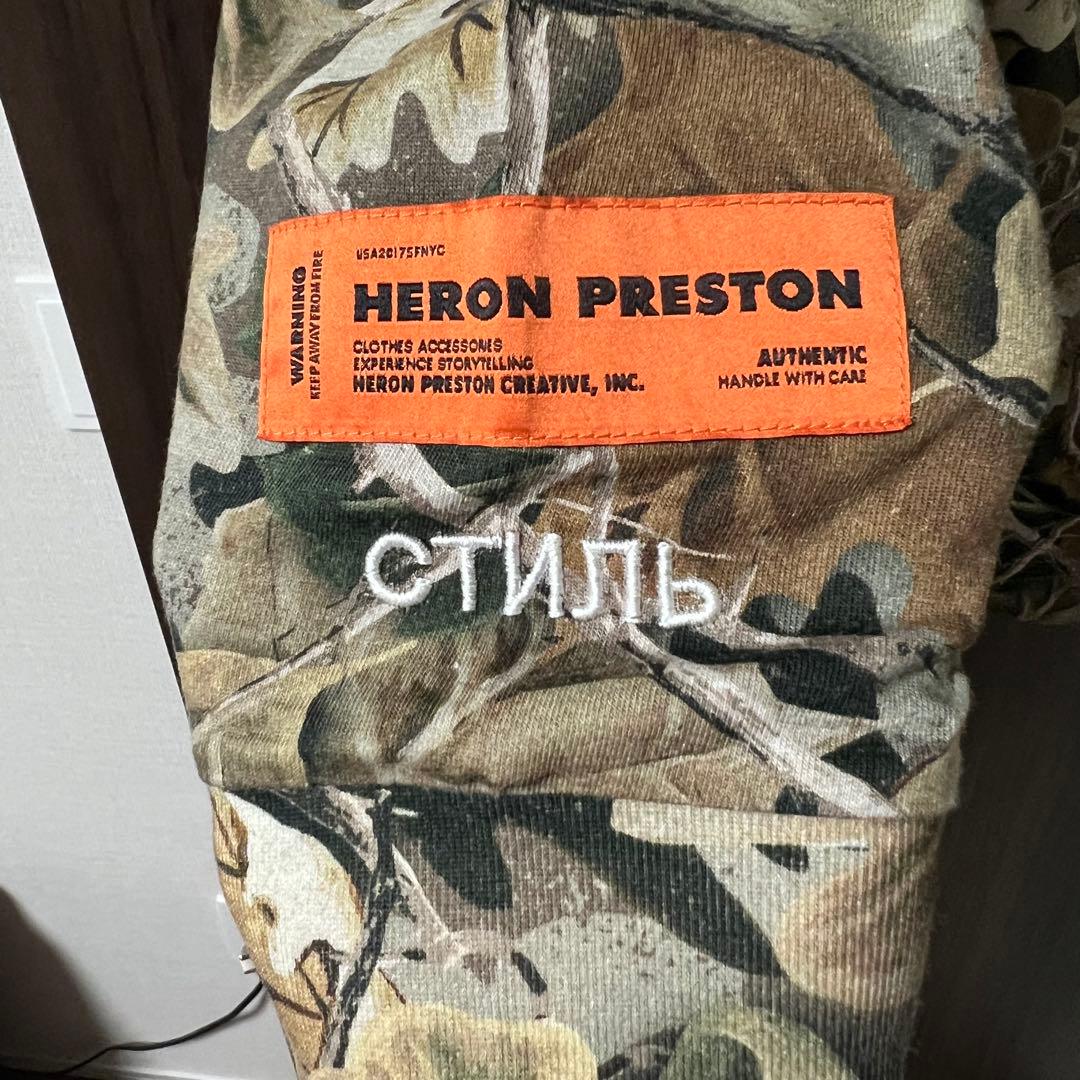 WARNING
KEEP AWAY FROM FIRE
USA2017SFNYC
HERON PRESTON
CLOTHES ACCESSORIES
EXPERIENCE STORYTELLING
HERON PRESTON CREATIVE, INC.
AUTHENTIC
HANDLE WITH CARE
СТИЛЬ